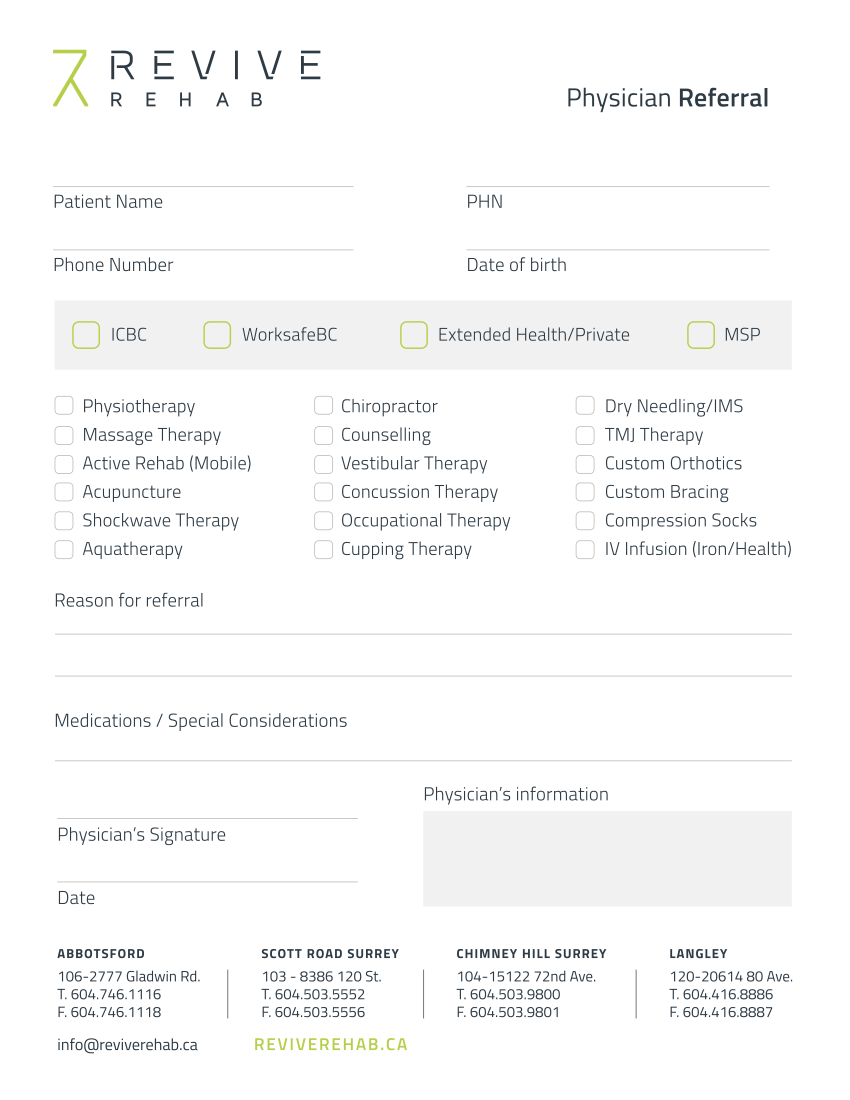 REVIVE
REHAB
Physician Referral
Patient Name
PHN
Phone Number
Date of birth
ICBC WorksafeBC Extended Health/Private MSP
Physiotherapy
Massage Therapy
Active Rehab (Mobile)
Acupuncture
Shockwave Therapy
Aquatherapy
Chiropractor
Counselling
Vestibular Therapy
Concussion Therapy
Occupational Therapy
Cupping Therapy
Dry Needling/IMS
TMJ Therapy
Custom Orthotics
Custom Bracing
Compression Socks
IV Infusion (Iron/Health)
Reason for referral
Medications / Special Considerations
Physician’s Signature
Date
Physician’s information
ABBOTSFORD
106-2777 Gladwin Rd.
T. 604.746.1116
F. 604.746.1118
SCOTT ROAD SURREY
103 - 8386 120 St.
T. 604.503.5552
F. 604.503.5556
CHIMNEY HILL SURREY
104-15122 72nd Ave.
T. 604.503.9800
F. 604.503.9801
LANGLEY
120-20614 80 Ave.
T. 604.416.8886
F. 604.416.8887
info@reviverehab.ca
REVIVEREHAB.CA